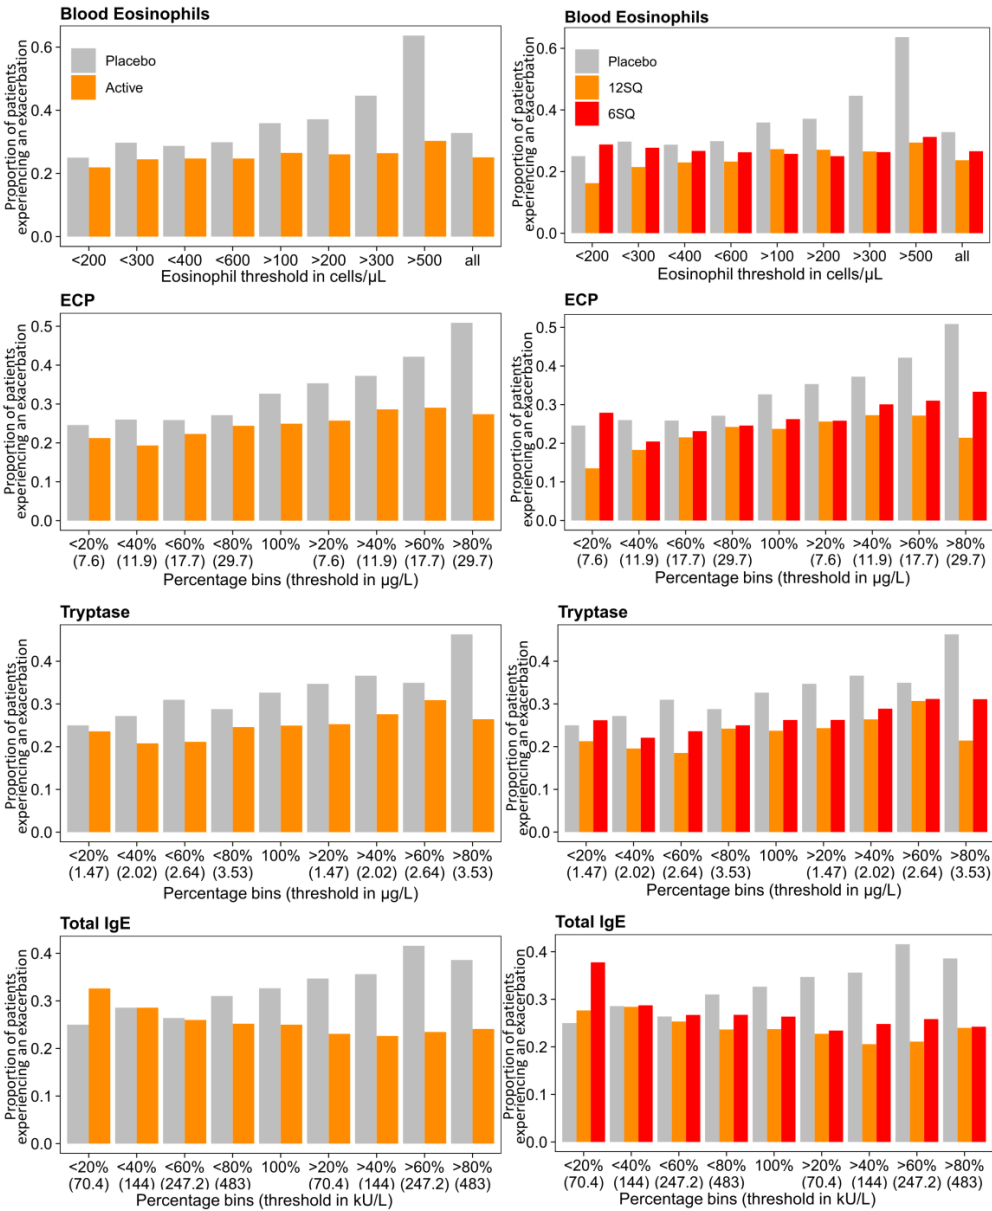 Blood Eosinophils
Proportion of patients
experiencing an exacerbation
0.6
0.4
0.2
0.0
Placebo
Active
<200 <300 <400 <600 >100 >200 >300 >500 all
Eosinophil threshold in cells/µL
Blood Eosinophils
Proportion of patients
experiencing an exacerbation
0.6
0.4
0.2
0.0
Placebo
12SQ
6SQ
<200 <300 <400 <600 >100 >200 >300 >500 all
Eosinophil threshold in cells/µL
ECP
Proportion of patients
experiencing an exacerbation
0.5
0.4
0.3
0.2
0.1
0.0
<20% <40% <60% <80% 100% >20% >40% >60% >80%
(7.6) (11.9) (17.7) (29.7) (7.6) (11.9) (17.7) (29.7)
Percentage bins (threshold in µg/L)
ECP
Proportion of patients
experiencing an exacerbation
0.5
0.4
0.3
0.2
0.1
0.0
<20% <40% <60% <80% 100% >20% >40% >60% >80%
(7.6) (11.9) (17.7) (29.7) (7.6) (11.9) (17.7) (29.7)
Percentage bins (threshold in µg/L)
Tryptase
Proportion of patients
experiencing an exacerbation
0.4
0.3
0.2
0.1
0.0
<20% <40% <60% <80% 100% >20% >40% >60% >80%
(1.47) (2.02) (2.64) (3.53) (1.47) (2.02) (2.64) (3.53)
Percentage bins (threshold in µg/L)
Tryptase
Proportion of patients
experiencing an exacerbation
0.4
0.3
0.2
0.1
0.0
<20% <40% <60% <80% 100% >20% >40% >60% >80%
(1.47) (2.02) (2.64) (3.53) (1.47) (2.02) (2.64) (3.53)
Percentage bins (threshold in µg/L)
Total IgE
Proportion of patients
experiencing an exacerbation
0.4
0.3
0.2
0.1
0.0
<20% <40% <60% <80% 100% >20% >40% >60% >80%
(70.4) (144) (247.2) (483) (70.4) (144) (247.2) (483)
Percentage bins (threshold in kU/L)
Total IgE
Proportion of patients
experiencing an exacerbation
0.4
0.3
0.2
0.1
0.0
<20% <40% <60% <80% 100% >20% >40% >60% >80%
(70.4) (144) (247.2) (483) (70.4) (144) (247.2) (483)
Percentage bins (threshold in kU/L)